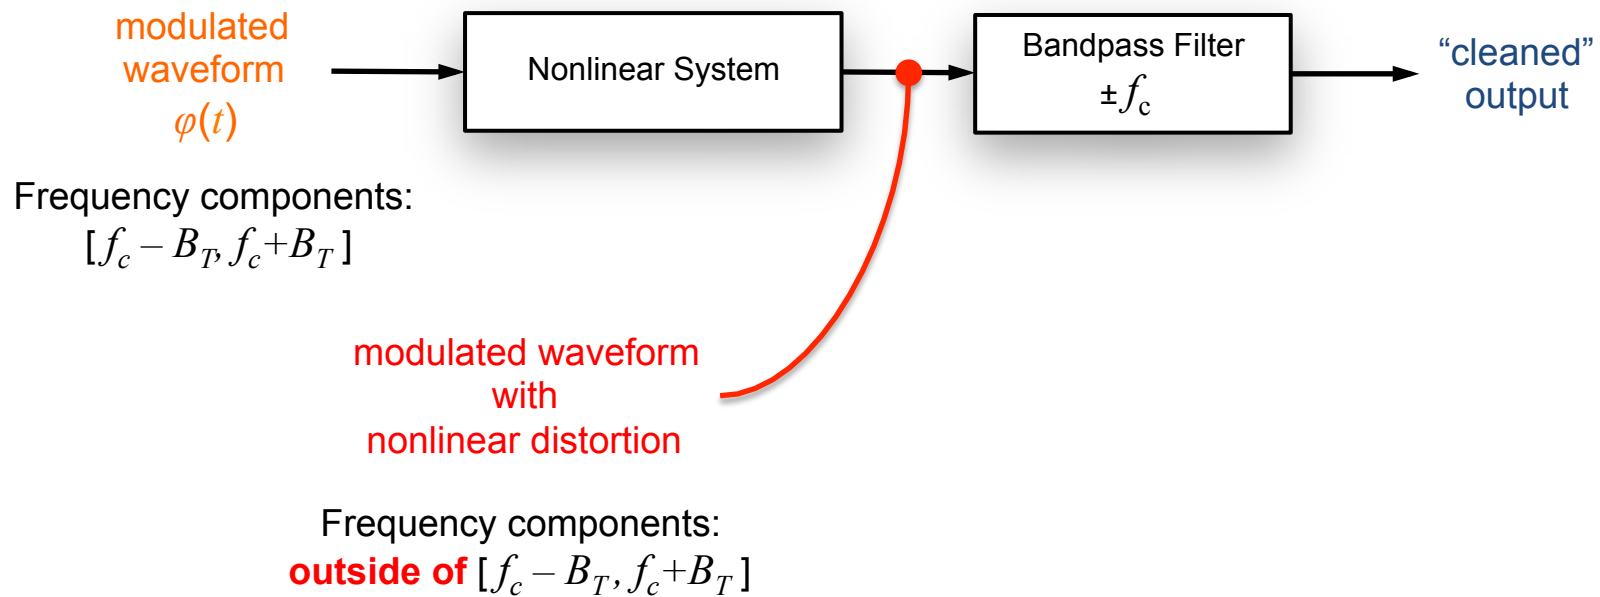 modulated
waveform
φ(t)
Nonlinear System
Bandpass Filter
±fc
“cleaned”
output
Frequency components:
[fc – BT, fc+BT]
modulated waveform
with
nonlinear distortion
Frequency components:
outside of [fc – BT, fc+BT]